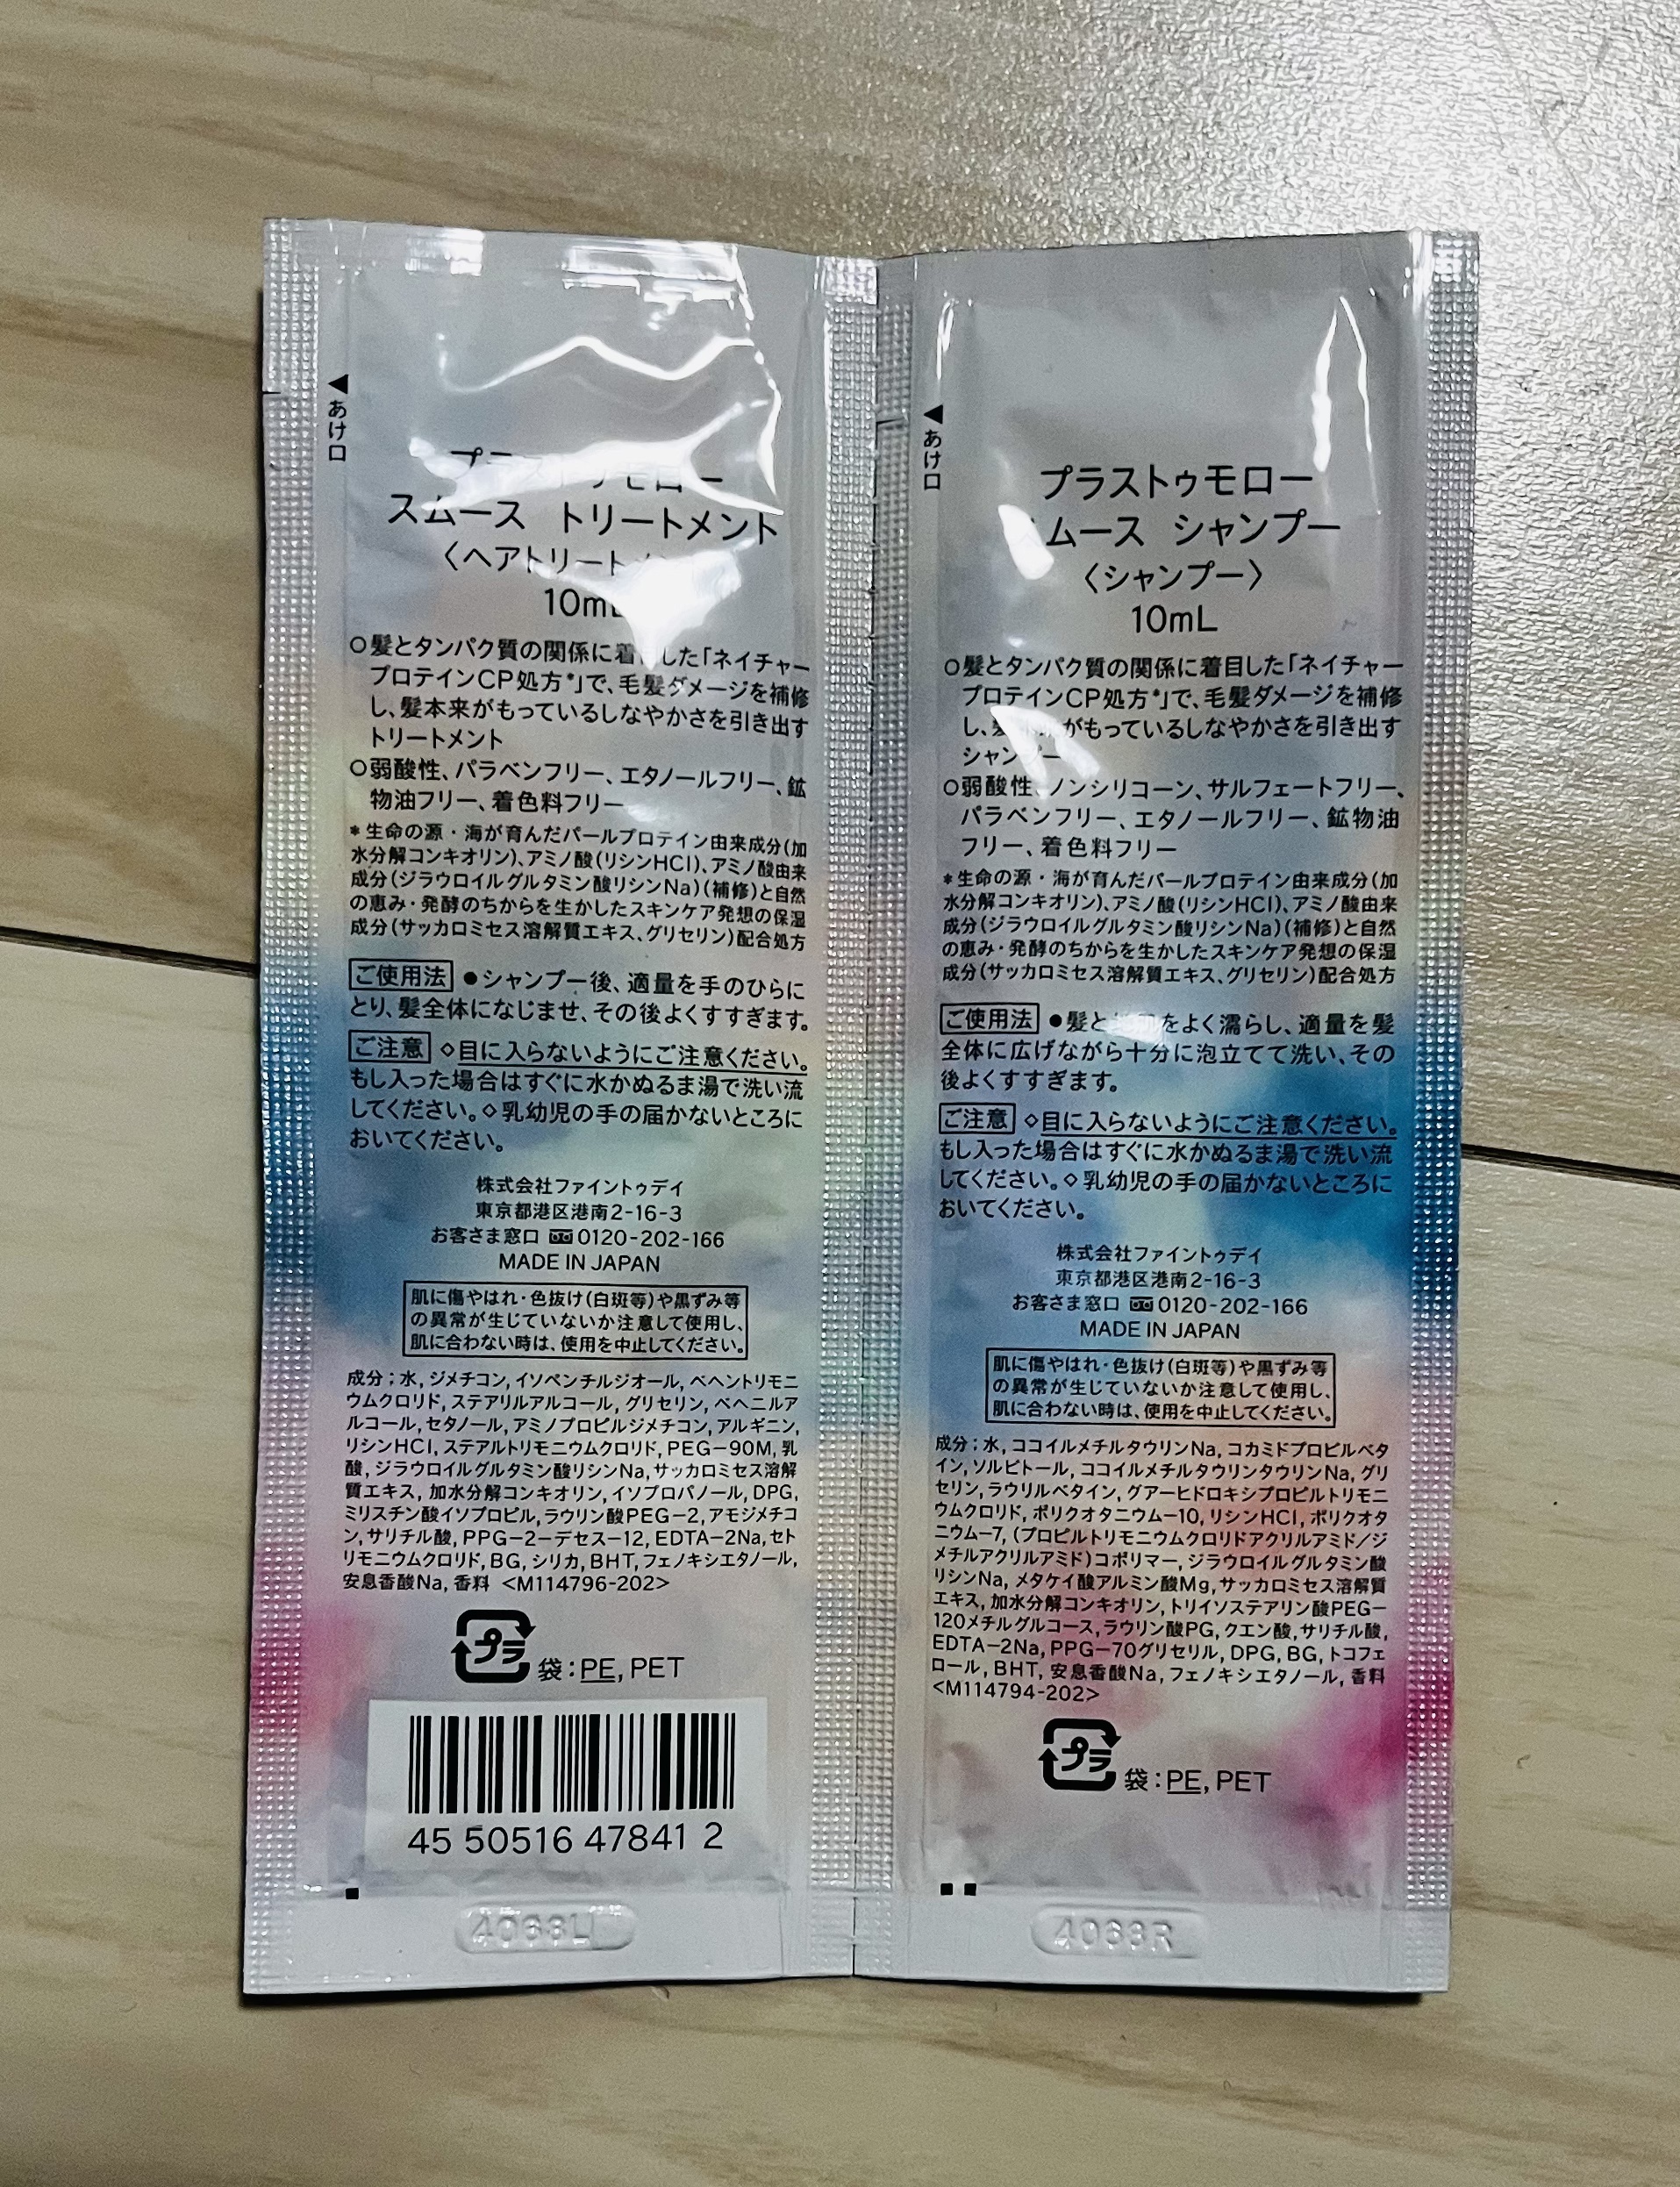 ◀あけ口
スムース トリートメント
〈ヘアトリート
10mL
○髪とタンパク質の関係に着 した「ネイチャー
プロテインCP処方*」で、毛髪ダメージを補修
し、髪本来がもっているしなやかさを引き出す
トリートメント
○弱酸性、パラベンフリー、エタノールフリー、鉱
物油フリー、着色料フリー
*生命の源・海が育んだパールプロテイン由来成分(加
水分解コンキオリン)、アミノ酸(リシンHCl)、アミノ酸由来
成分(ジラウロイルグルタミン酸リシンNa)(補修)と自然
の恵み・発酵のちからを生かしたスキンケア発想の保湿
成分(サッカロミセス溶解質エキス、グリセリン)配合処方
ご使用法 ●シャンプー後、適量を手のひらに
とり、髪全体になじませ、その後よくすすぎます。
ご注意 ◇目に入らないようにご注意ください。
もし入った場合はすぐに水かぬるま湯で洗い流
してください。◇乳幼児の手の届かないところに
おいてください。
株式会社ファイントゥデイ
東京都港区港南2-16-3
お客さま窓口 0120-202-166
MADE IN JAPAN
肌に傷やはれ・色抜け(白斑等)や黒ずみ等
の異常が生じていないか注意して使用し、
肌に合わない時は、使用を中止してください。
成分:水, ジメチコン, イソペンチルジオール, ベヘントリモニ
ウムクロリド, ステアリルアルコール, グリセリン, ベヘニルア
ルコール, セタノール, アミノプロピルジメチコン, アルギニン,
リシンHCl, ステアルトリモニウムクロリド, PEG-90M, 乳
酸, ジラウロイルグルタミン酸リシンNa, サッカロミセス溶解
質エキス, 加水分解コンキオリン, イソプロパノール, DPG,
ミリスチン酸イソプロピル, ラウリン酸PEG-2, アモジメチコ
ン, サリチル酸, PPG-2-デセス-12, EDTA-2Na, セト
リモニウムクロリド, BG, シリカ, BHT, フェノキシエタノール,
安息香酸Na, 香料 <M114796-202>
プラ 袋:PE, PET
45 50516 47841 2
4063L
◀あけ口
プラストゥモロー
ムース シャンプー
〈シャンプー〉
10mL
○髪とタンパク質の関係に着目した「ネイチャー
プロテインCP処方*」で、毛髪ダメージを補修
し、 がもっているしなやかさを引き出す
シャンプー
○弱酸性、ノンシリコーン、サルフェートフリー、
パラベンフリー、エタノールフリー、鉱物油
フリー、着色料フリー
*生命の源・海が育んだパールプロテイン由来成分(加
水分解コンキオリン)、アミノ酸(リシンHCl)、アミノ酸由来
成分(ジラウロイルグルタミン酸リシンNa)(補修)と自然
の恵み・発酵のちからを生かしたスキンケア発想の保湿
成分(サッカロミセス溶解質エキス、グリセリン)配合処方
ご使用法 ●髪と をよく濡らし、適量を髪
全体に広げながら十分に泡立てて洗い、その
後よくすすぎます。
ご注意 ◇目に入らないようにご注意ください。
もし入った場合はすぐに水かぬるま湯で洗い流
してください。◇乳幼児の手の届かないところに
おいてください。
株式会社ファイントゥデイ
東京都港区港南2-16-3
お客さま窓口 0120-202-166
MADE IN JAPAN
肌に傷やはれ・色抜け(白斑等)や黒ずみ等
の異常が生じていないか注意して使用し、
肌に合わない時は、使用を中止してください。
成分:水, ココイルメチルタウリンNa, コカミドプロピルベタ
イン, ソルビトール, ココイルメチルタウリンタウリンNa, グリ
セリン, ラウリルベタイン, グアーヒドロキシプロピルトリモニ
ウムクロリド, ポリクオタニウム-10, リシンHCl, ポリクオタ
ニウム-7, (プロピルトリモニウムクロリドアクリルアミド/ジ
メチルアクリルアミド)コポリマー, ジラウロイルグルタミン酸
リシンNa, メタケイ酸アルミン酸Mg, サッカロミセス溶解質
エキス, 加水分解コンキオリン, トリイソステアリン酸PEG-
120メチルグルコース, ラウリン酸PG, クエン酸, サリチル酸,
EDTA-2Na, PPG-70グリセリル, DPG, BG, トコフェ
ロール, BHT, 安息香酸Na, フェノキシエタノール, 香料
<M114794-202>
プラ 袋:PE, PET
4063R